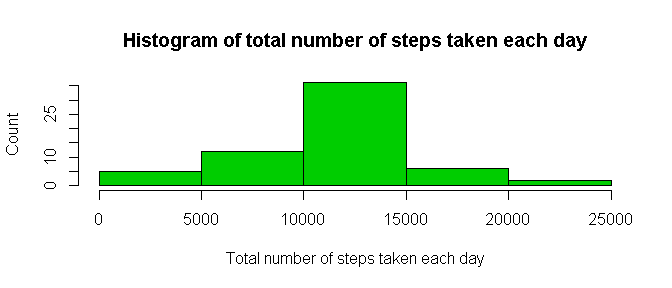 Histogram of total number of steps taken each day
Count
25
10
0
0 5000 10000 15000 20000 25000
Total number of steps taken each day